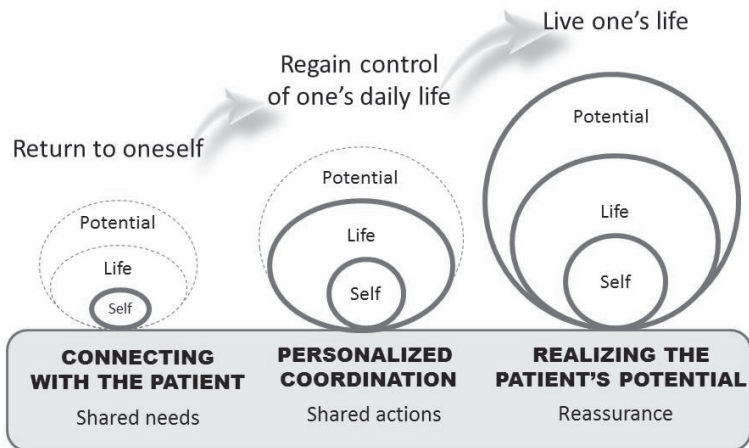 Live one's life
Regain control
of one's daily life
Return to oneself
Potential
Life
Self
Potential
Life
Self
Potential
Life
Self
CONNECTING
WITH THE PATIENT
Shared needs
PERSONALIZED
COORDINATION
Shared actions
REALIZING THE
PATIENT'S POTENTIAL
Reassurance